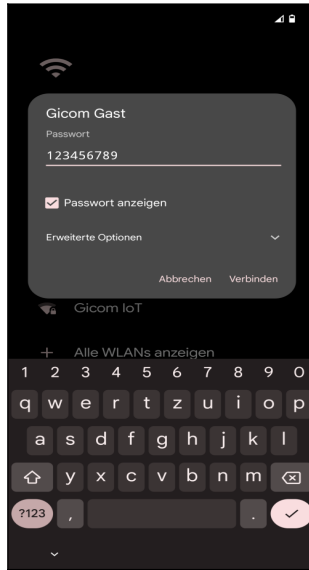 Gicom Gast
Passwort
123456789
Passwort anzeigen
Erweiterte Optionen
Abbrechen Verbinden
Gicom IoT
+ Alle WLANs anzeigen
1 2 3 4 5 6 7 8 9 0
q w e r t z u i o p
a s d f g h j k l
y x c v b n m
?123 , .